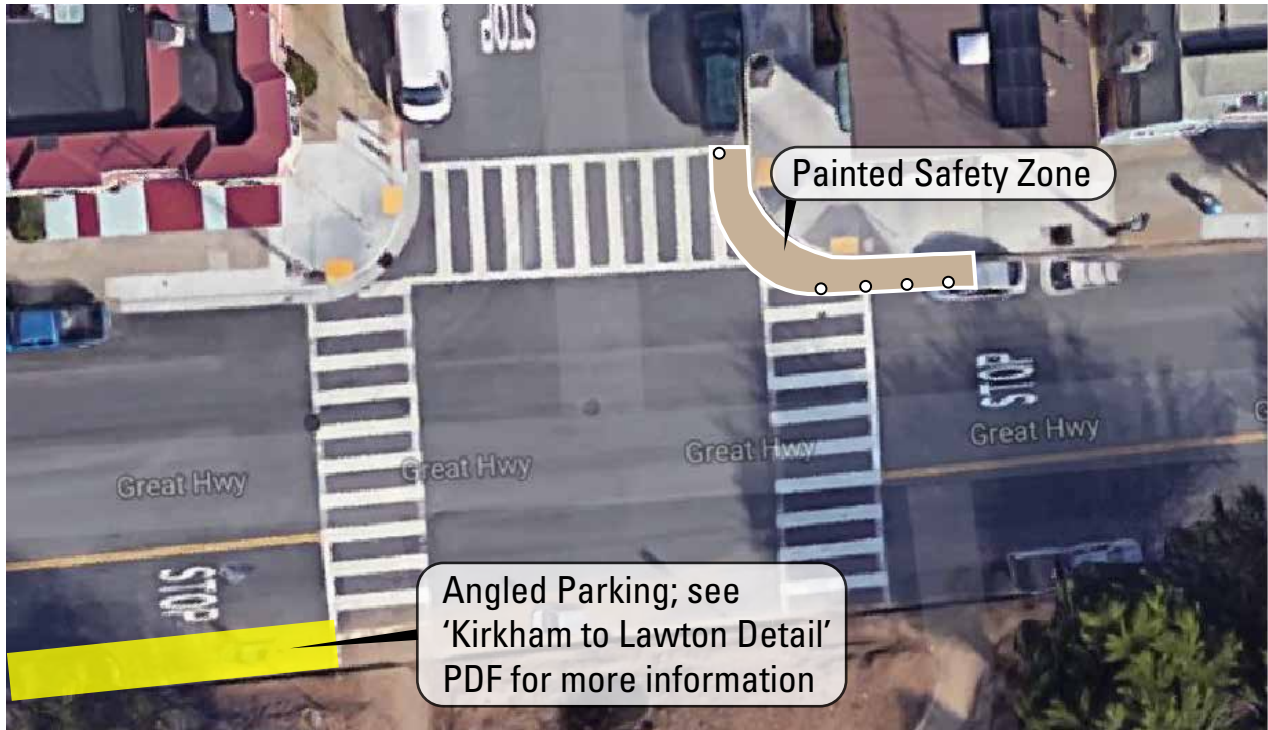 STOP
Painted Safety Zone
STOP
Great Hwy
Great Hwy
Great Hwy
Great Hwy
STOP
Angled Parking; see
‘Kirkham to Lawton Detail’
PDF for more information